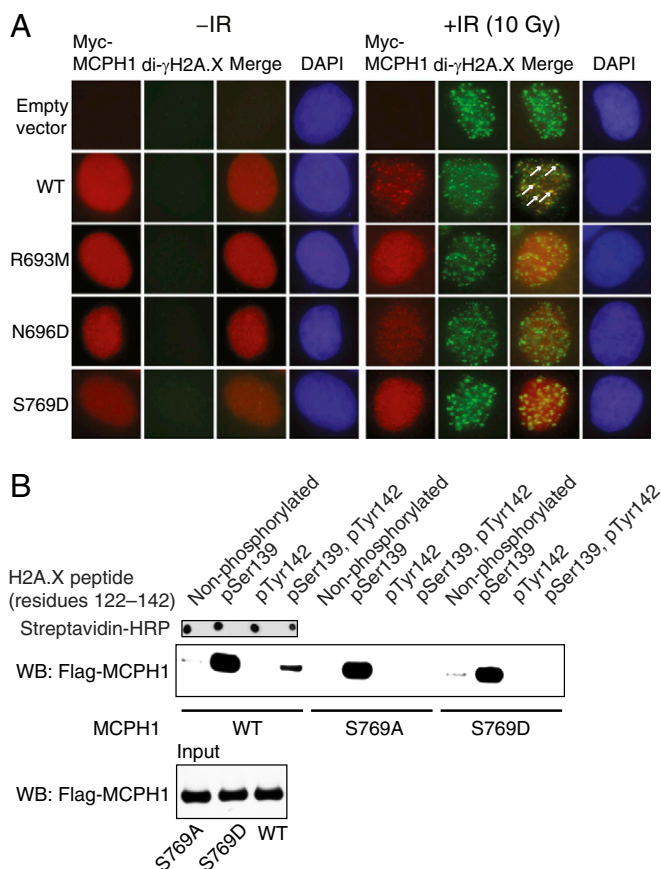 A
–IR
+IR (10 Gy)
Myc-
MCPH1 di-γH2A.X Merge DAPI
Myc-
MCPH1 di-γH2A.X Merge DAPI
Empty
vector
WT
R693M
N696D
S769D
B
Non-phosphorylated
pSer139
pTyr142
pSer139, pTyr142
Non-phosphorylated
pSer139
pTyr142
pSer139, pTyr142
Non-phosphorylated
pSer139
pTyr142
pSer139, pTyr142
H2A.X peptide
(residues 122–142)
Streptavidin-HRP
WB: Flag-MCPH1
MCPH1 WT S769A S769D
Input
WB: Flag-MCPH1
S769A S769D WT